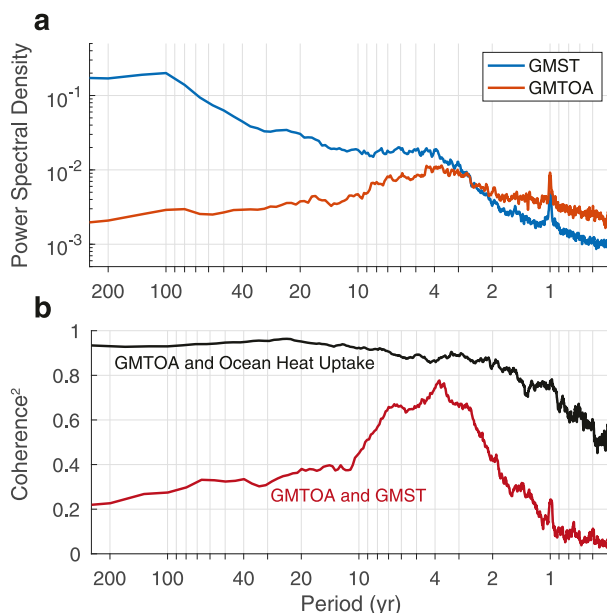 a
Power Spectral Density
10-1
10-2
10-3
GMST
GMTOA
200 100 40 20 10 4 2 1
b
Coherence2
1
0.8
0.6
0.4
0.2
0
GMTOA and Ocean Heat Uptake
GMTOA and GMST
200 100 40 20 10 4 2 1
Period (yr)